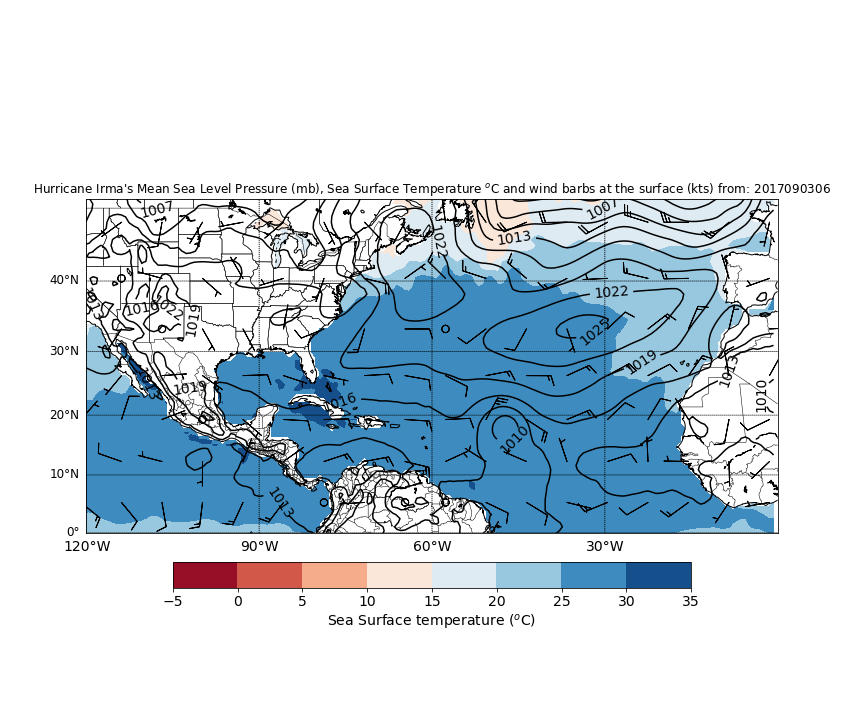 Hurricane Irma's Mean Sea Level Pressure (mb), Sea Surface Temperature °C and wind barbs at the surface (kts) from: 2017090306
1007
1007
1013
1022
40°N
1022
1019
1019
1025
30°N
1019
1013
1019
1013
1010
1016
20°N
1010
10°N
1013
0°
120°W
90°W
60°W
30°W
−5
0
5
10
15
20
25
30
35
Sea Surface temperature (°C)